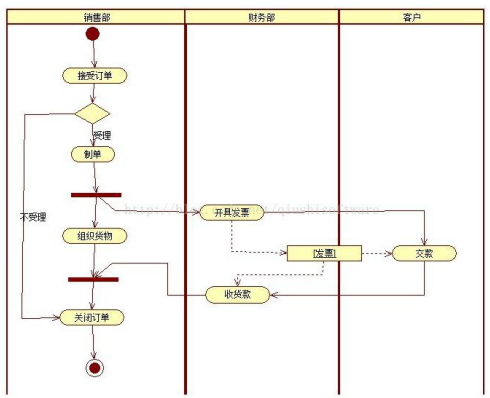 销售部
财务部
客户
接受订单
受理
制单
不受理
开具发票
组织货物
[发票]
交款
收货款
关闭订单